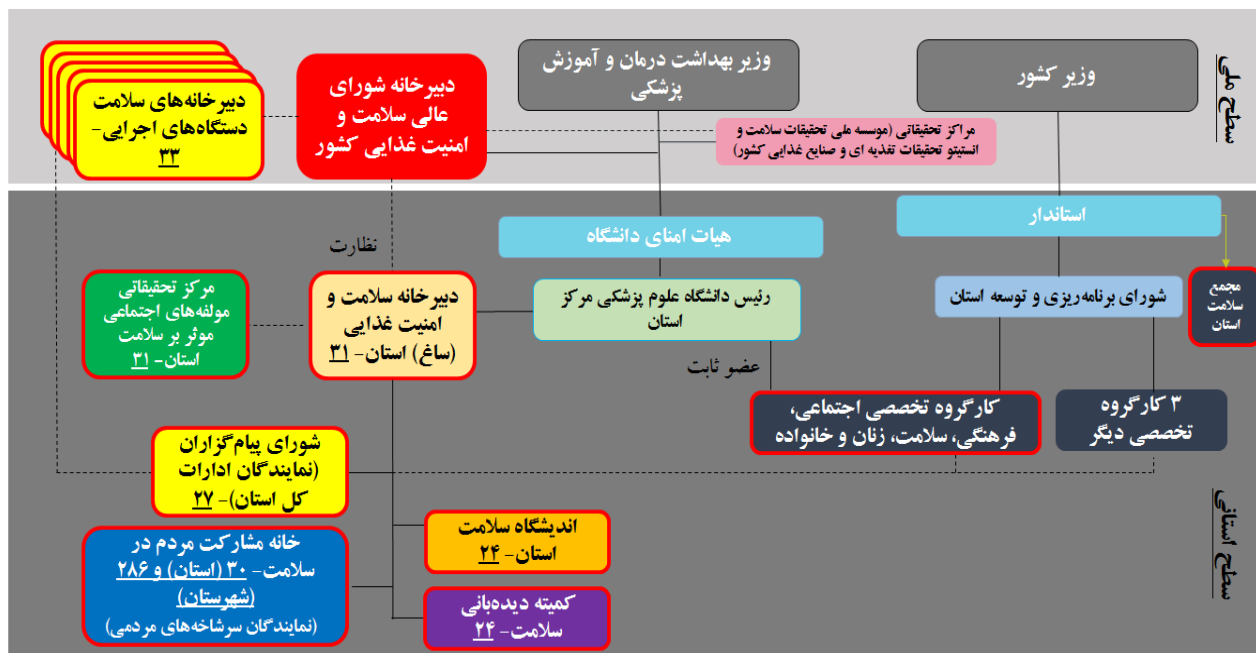 سطح ملی
وزیر کشور
وزیر بهداشت درمان و آموزش
پزشکی
دبیرخانه شورای
عالی سلامت و
امنیت غذایی کشور
دبیرخانه‌های سلامت
دستگاه‌های اجرایی-
۳۳
مراکز تحقیقاتی (موسسه ملی تحقیقات سلامت و
انستیتو تحقیقات تغذیه ای و صنایع غذایی کشور)
سطح استانی
استاندار
هیات امنای دانشگاه
نظارت
مجمع
سلامت
استان
شورای برنامه‌ریزی و توسعه استان
رئیس دانشگاه علوم پزشکی مرکز
استان
دبیرخانه سلامت و
امنیت غذایی
(ساغ) استان- ۳۱
مرکز تحقیقاتی
مولفه‌های اجتماعی
موثر بر سلامت
استان- ۳۱
عضو ثابت
۳ کارگروه
تخصصی دیگر
کارگروه تخصصی اجتماعی،
فرهنگی، سلامت، زنان و خانواده
شورای پیام‌گزاران
(نمایندگان ادارات
کل استان)- ۲۷
اندیشگاه سلامت
استان- ۲۴
خانه مشارکت مردم در
سلامت- ۳۰ (استان) و ۲۸۶
(شهرستان)
(نمایندگان سرشاخه‌های مردمی)
کمیته دیده‌بانی
سلامت- ۲۴